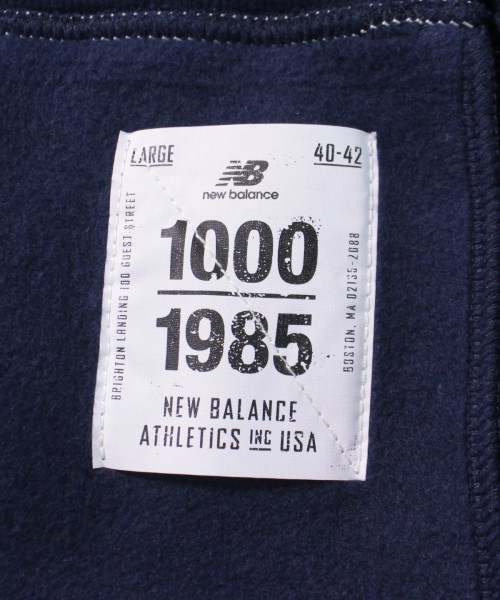 LARGE
40-42
NB
new balance
1000
1985
BRIGHTON LANDING 100 GUEST STREET
BOSTON, MA 02135-2088
NEW BALANCE
ATHLETICS INC USA